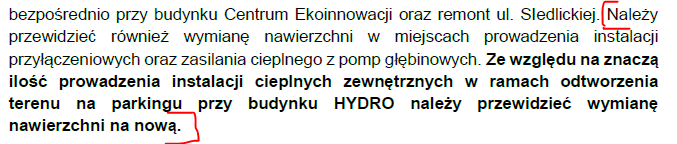 bezpośrednio przy budynku Centrum Ekoinnowacji oraz remont ul. Sledlickiej. Należy
przewidzieć również wymianę nawierzchni w miejscach prowadzenia instalacji
przyłączeniowych oraz zasilania cieplnego z pomp głębinowych. Ze względu na znaczą
ilość prowadzenia instalacji cieplnych zewnętrznych w ramach odtworzenia
terenu na parkingu przy budynku HYDRO należy przewidzieć wymianę
nawierzchni na nową.